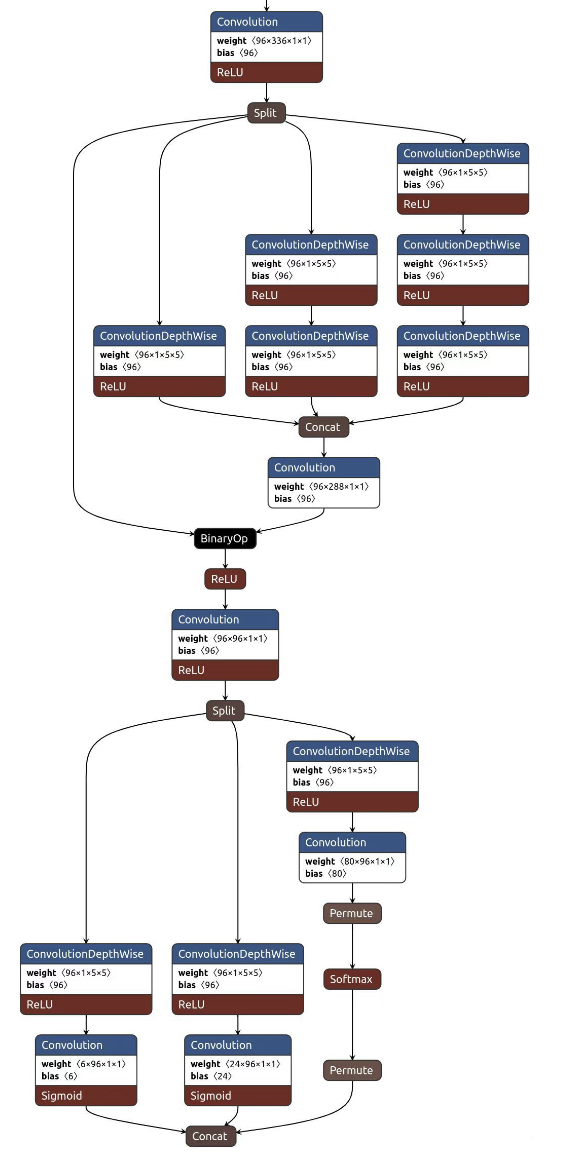 Convolution
weight ⟨96×336×1×1⟩
bias ⟨96⟩
ReLU
Split
ConvolutionDepthWise
weight ⟨96×1×5×5⟩
bias ⟨96⟩
ReLU
ConvolutionDepthWise
weight ⟨96×1×5×5⟩
bias ⟨96⟩
ReLU
ConvolutionDepthWise
weight ⟨96×1×5×5⟩
bias ⟨96⟩
ReLU
ConvolutionDepthWise
weight ⟨96×1×5×5⟩
bias ⟨96⟩
ReLU
ConvolutionDepthWise
weight ⟨96×1×5×5⟩
bias ⟨96⟩
ReLU
ConvolutionDepthWise
weight ⟨96×1×5×5⟩
bias ⟨96⟩
ReLU
Concat
Convolution
weight ⟨96×288×1×1⟩
bias ⟨96⟩
BinaryOp
ReLU
Convolution
weight ⟨96×96×1×1⟩
bias ⟨96⟩
ReLU
Split
ConvolutionDepthWise
weight ⟨96×1×5×5⟩
bias ⟨96⟩
ReLU
Convolution
weight ⟨80×96×1×1⟩
bias ⟨80⟩
Permute
Softmax
Permute
ConvolutionDepthWise
weight ⟨96×1×5×5⟩
bias ⟨96⟩
ReLU
ConvolutionDepthWise
weight ⟨96×1×5×5⟩
bias ⟨96⟩
ReLU
Convolution
weight ⟨6×96×1×1⟩
bias ⟨6⟩
Sigmoid
Convolution
weight ⟨24×96×1×1⟩
bias ⟨24⟩
Sigmoid
Concat